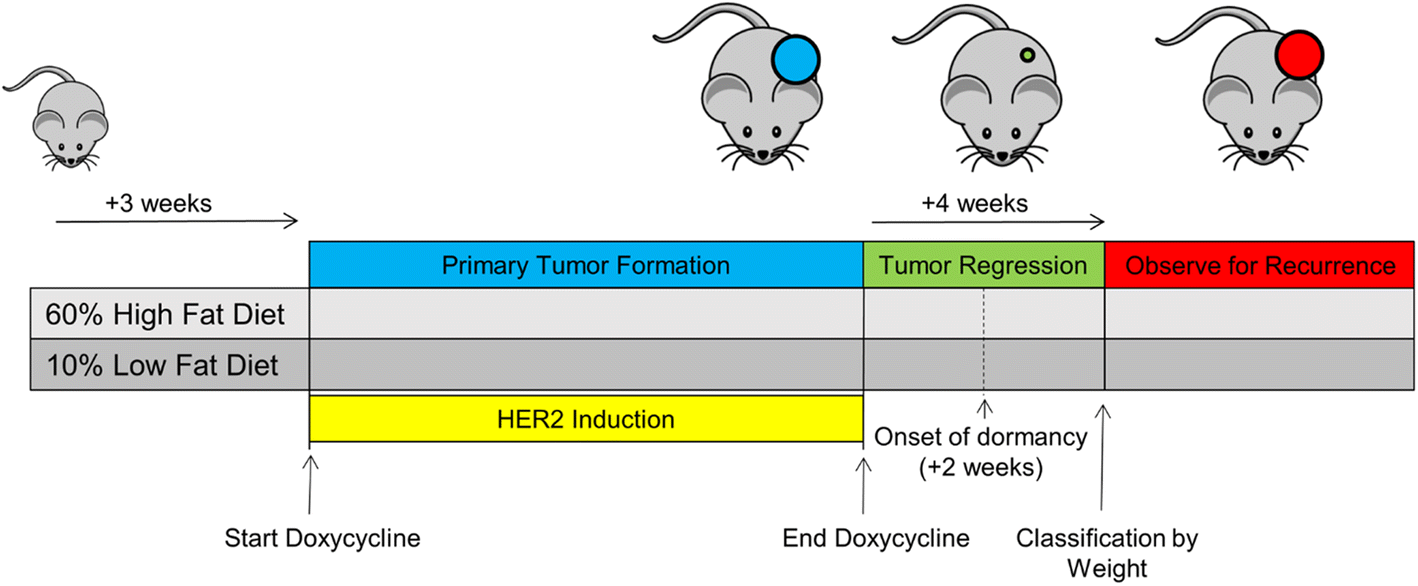 +3 weeks
+4 weeks
Primary Tumor Formation
Tumor Regression
Observe for Recurrence
60% High Fat Diet
10% Low Fat Diet
HER2 Induction
Onset of dormancy
(+2 weeks)
Start Doxycycline
End Doxycycline
Classification by
Weight